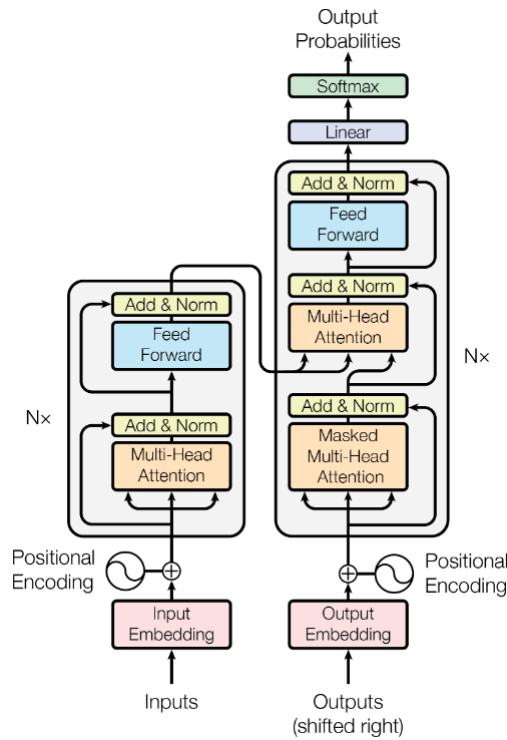 Output
Probabilities
Softmax
Linear
Add & Norm
Feed
Forward
Add & Norm
Multi-Head
Attention
Nx
Add & Norm
Masked
Multi-Head
Attention
Add & Norm
Feed
Forward
Nx
Add & Norm
Multi-Head
Attention
Positional
Encoding
Positional
Encoding
Input
Embedding
Output
Embedding
Inputs
Outputs
(shifted right)